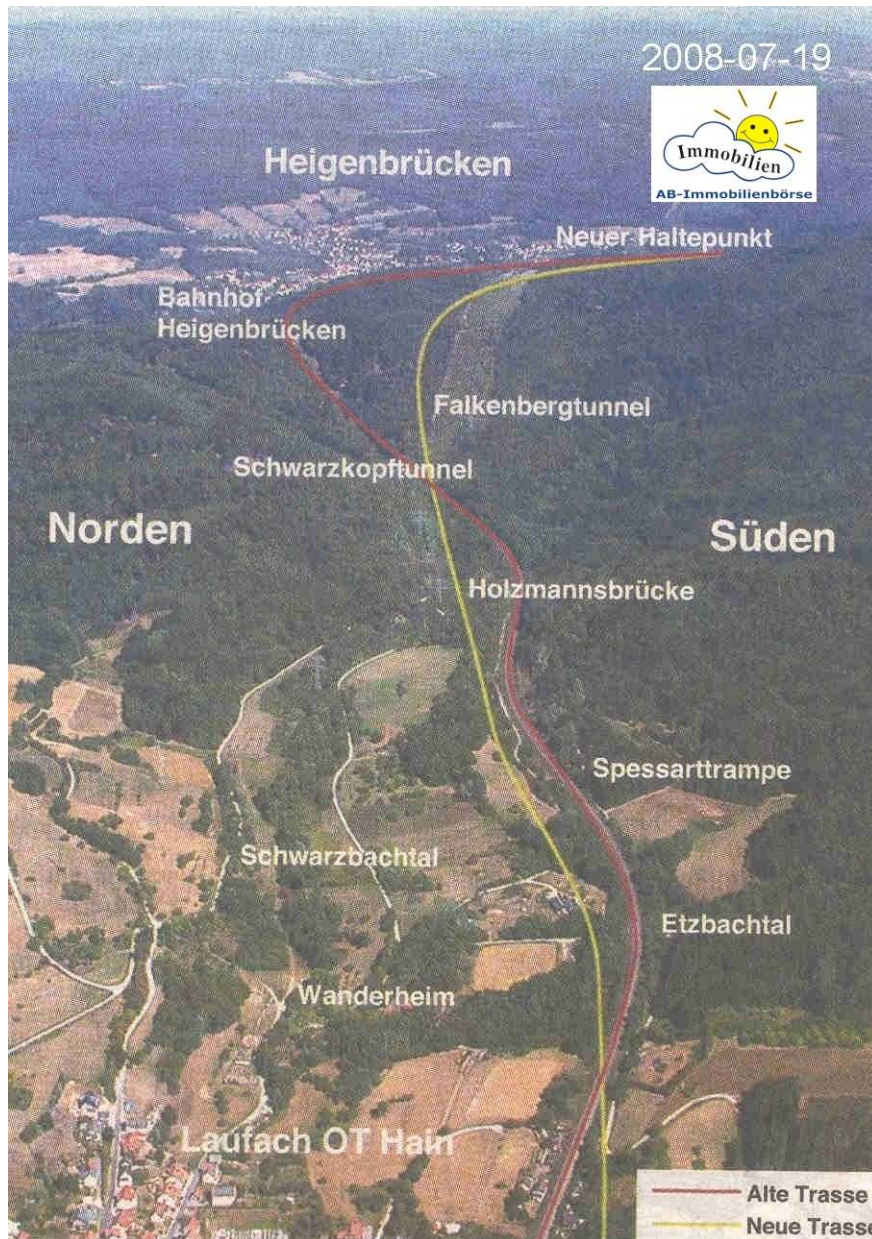 2008-07-19
Immobilien
AB-Immobilienbörse
Heigenbrücken
Neuer Haltepunkt
Bahnhof
Heigenbrücken
Falkenbergtunnel
Schwarzkopftunnel
Norden
Süden
Holzmannsbrücke
Spessarttrampe
Schwarzbachtal
Etzbachtal
Wanderheim
Laufach OT Hain
Alte Trasse
Neue Trasse